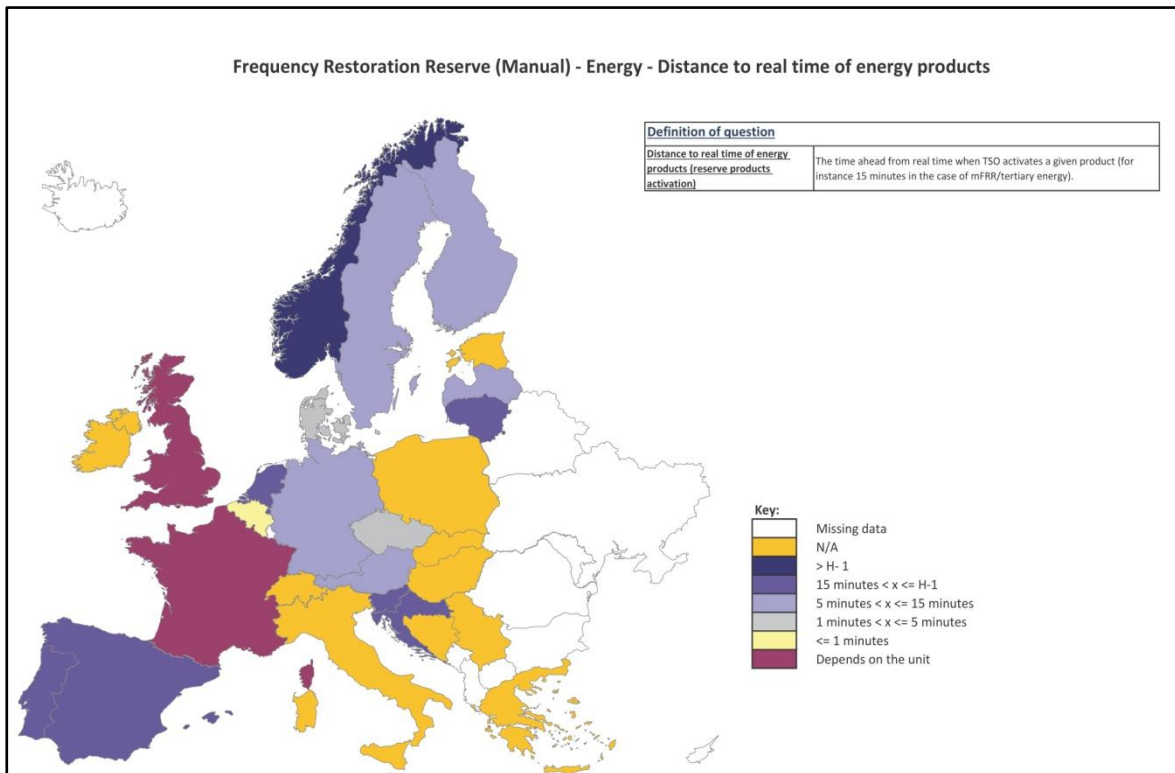 Frequency Restoration Reserve (Manual) - Energy - Distance to real time of energy products
Definition of question
Distance to real time of energy
products (reserve products
activation)
The time ahead from real time when TSO activates a given product (for
instance 15 minutes in the case of mFRR/tertiary energy).
Key:
Missing data
N/A
> H- 1
15 minutes < x <= H-1
5 minutes < x <= 15 minutes
1 minutes < x <= 5 minutes
<= 1 minutes
Depends on the unit